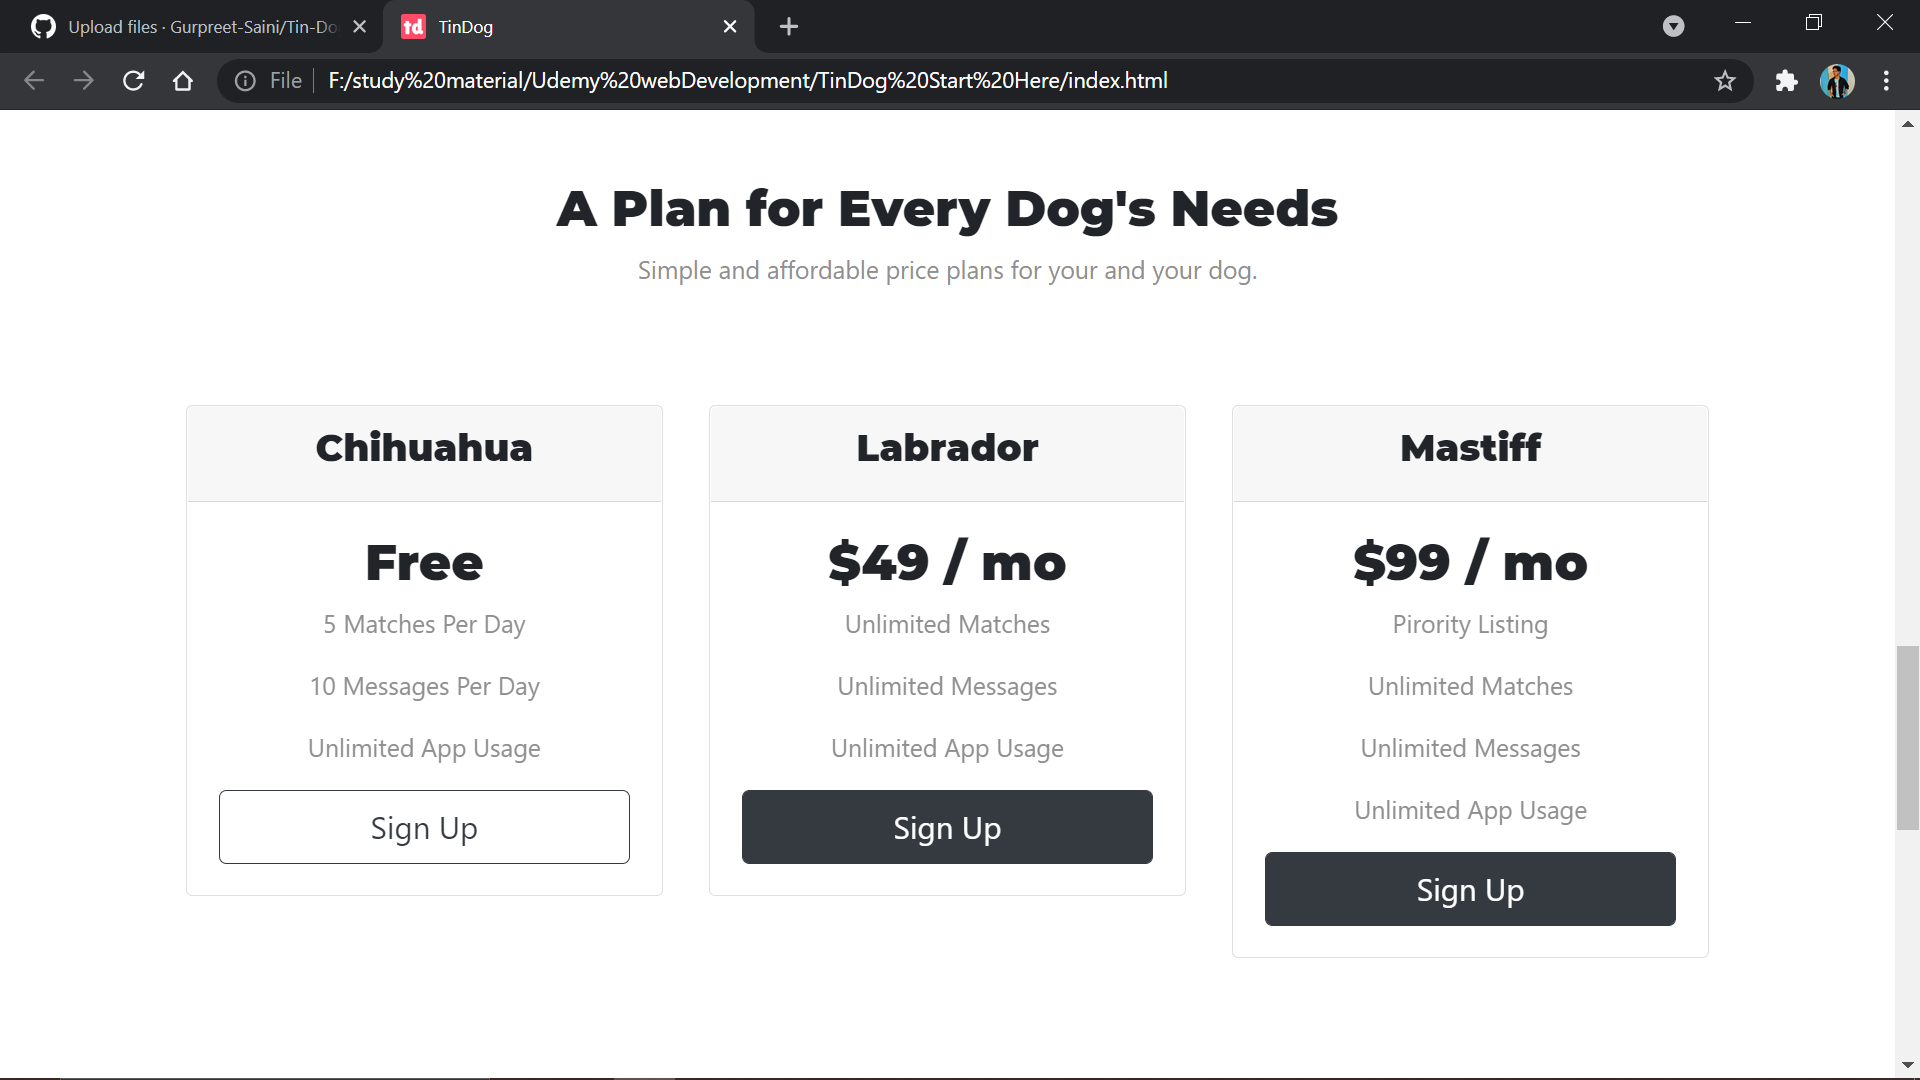 Upload files · Gurpreet-Saini/Tin-Do
td TinDog
File F:/study%20material/Udemy%20webDevelopment/TinDog%20Start%20Here/index.html
A Plan for Every Dog's Needs
Simple and affordable price plans for your and your dog.
Chihuahua
Free
5 Matches Per Day
10 Messages Per Day
Unlimited App Usage
Sign Up
Labrador
$49 / mo
Unlimited Matches
Unlimited Messages
Unlimited App Usage
Sign Up
Mastiff
$99 / mo
Pirority Listing
Unlimited Matches
Unlimited Messages
Unlimited App Usage
Sign Up